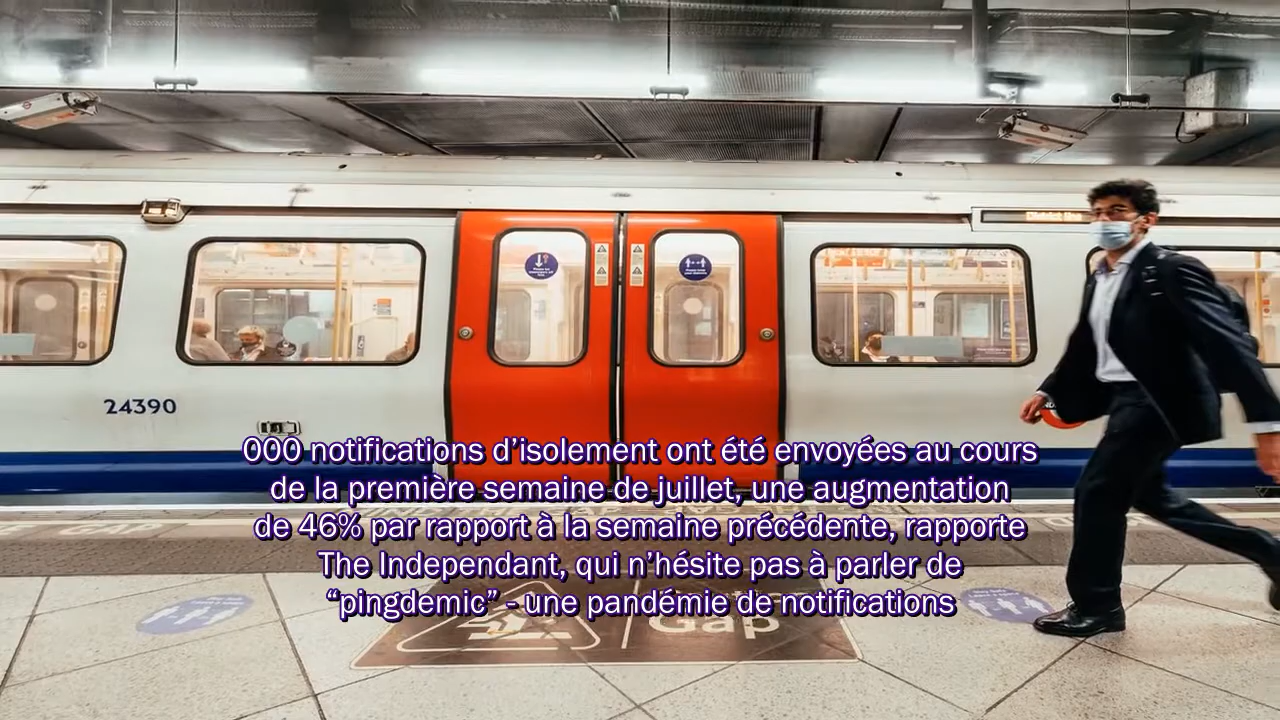 District line
24390
000 notifications d’isolement ont été envoyées au cours
de la première semaine de juillet, une augmentation
de 46% par rapport à la semaine précédente, rapporte
The Independant, qui n’hésite pas à parler de
“pingdemic” - une pandémie de notifications
Gap